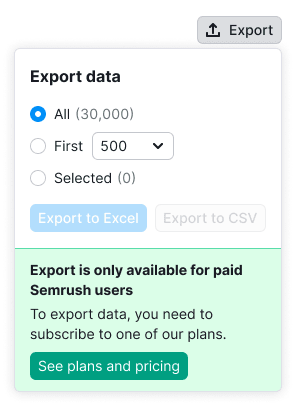 Export
Export data
All (30,000)
First 500
Selected (0)
Export to Excel Export to CSV
Export is only available for paid
Semrush users
To export data, you need to
subscribe to one of our plans.
See plans and pricing